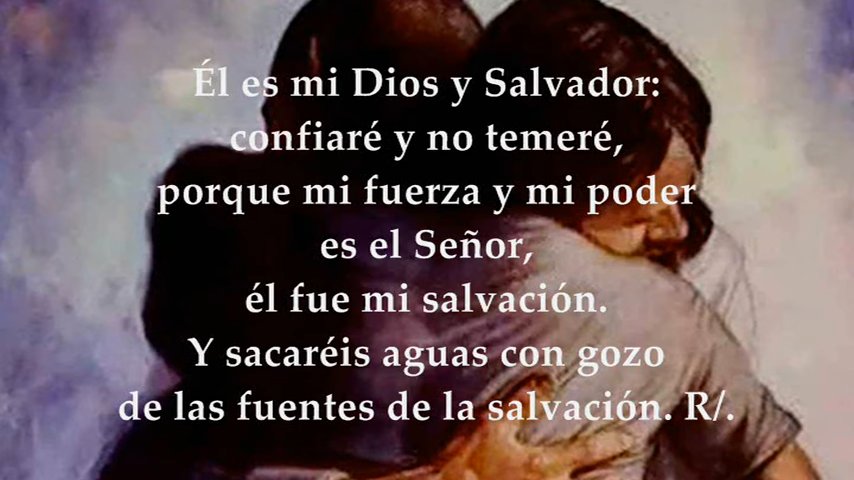 Él es mi Dios y Salvador:
confiaré y no temeré,
porque mi fuerza y mi poder
es el Señor,
él fue mi salvación.
Y sacaréis aguas con gozo
de las fuentes de la salvación. R/.